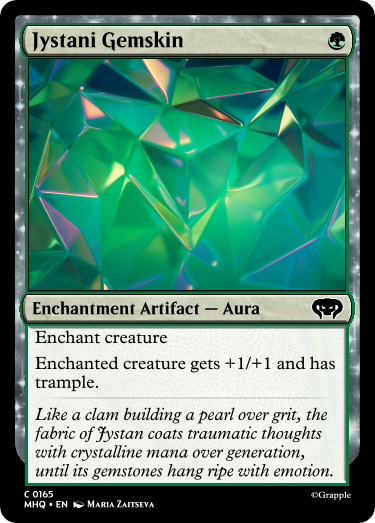 Jystani Gemskin
Enchantment Artifact — Aura
Enchant creature
Enchanted creature gets +1/+1 and has
trample.
Like a clam building a pearl over grit, the
fabric of Jystan coats traumatic thoughts
with crystalline mana over generation,
until its gemstones hang ripe with emotion.
C 0165
©Grapple
MHQ • EN Maria Zaitseva